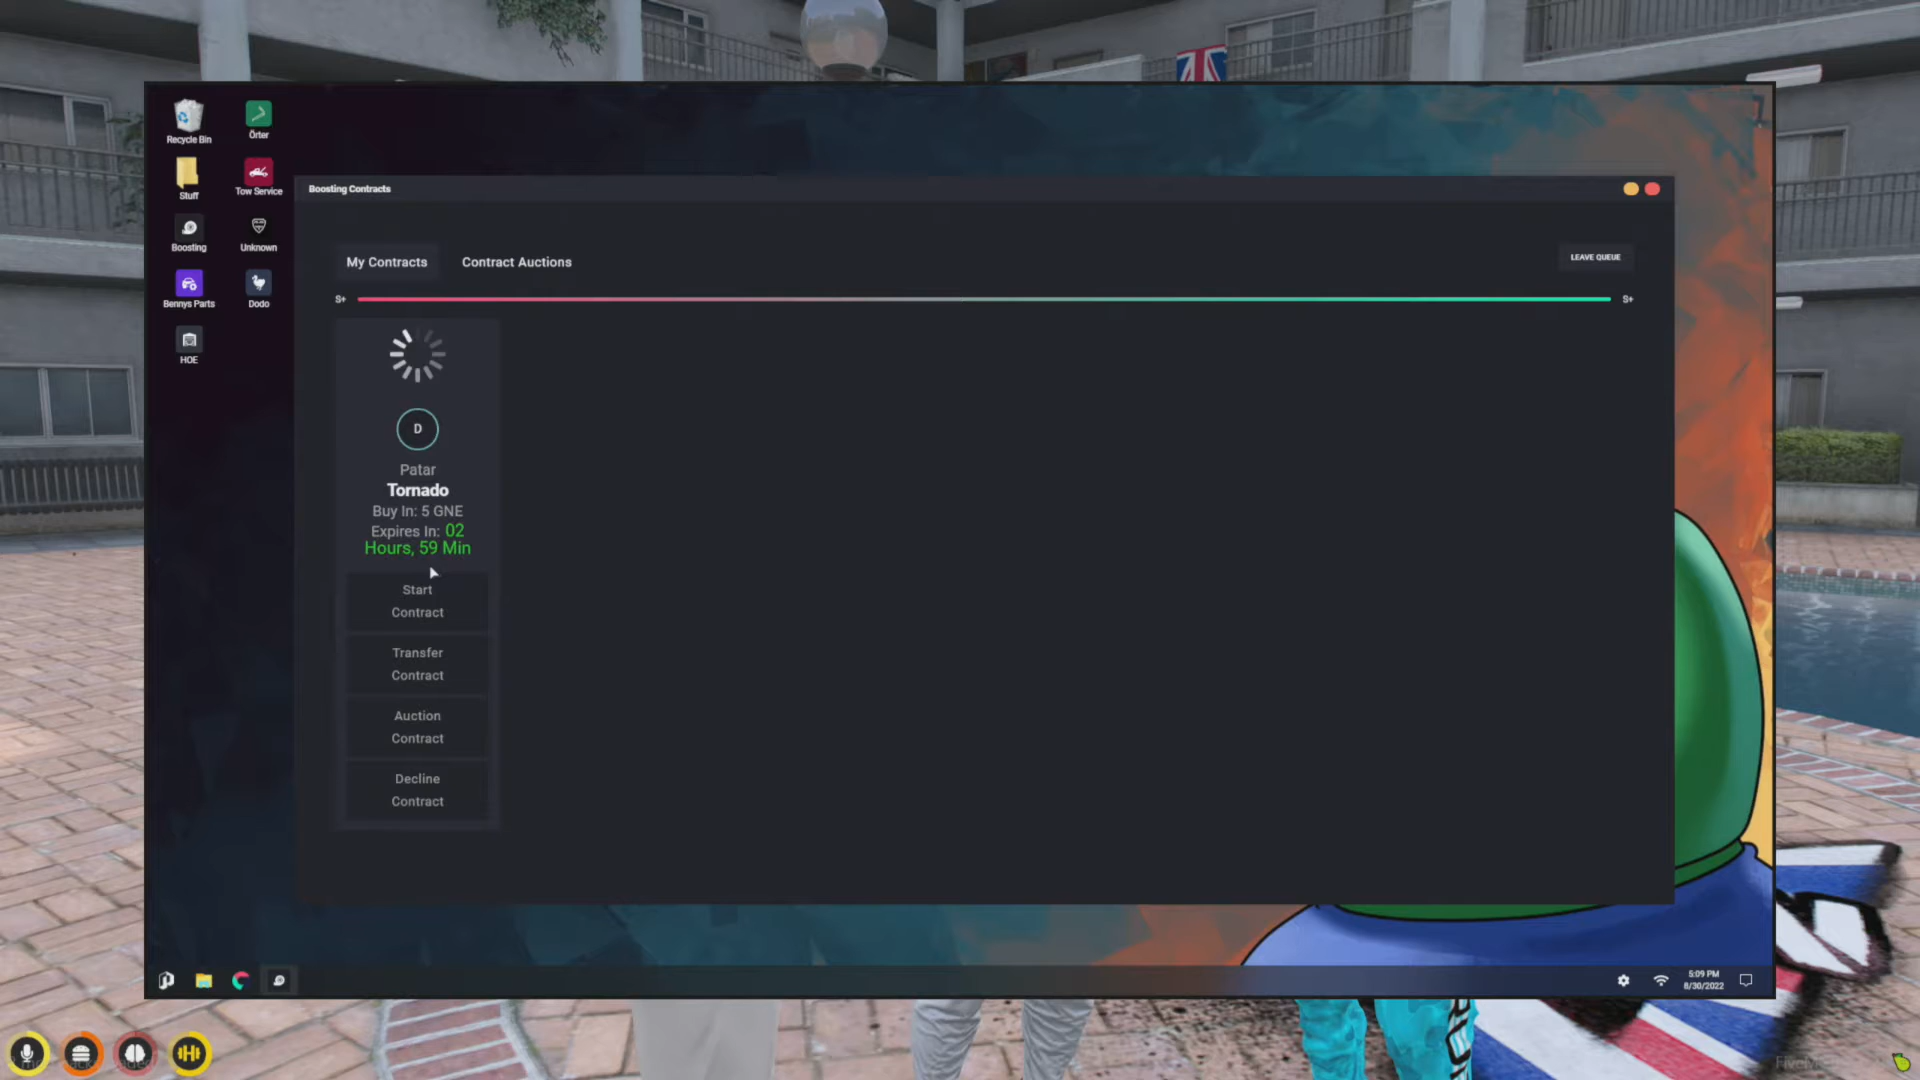 Recycle Bin
Örter
Stuff
Tow Service
Boosting
Unknown
Bennys Parts
Dodo
HOE
Boosting Contracts
My Contracts
Contract Auctions
LEAVE QUEUE
S+
S+
D
Patar
Tornado
Buy In: 5 GNE
Expires In: 02
Hours, 59 Min
Start
Contract
Transfer
Contract
Auction
Contract
Decline
Contract
5:09 PM
8/30/2022